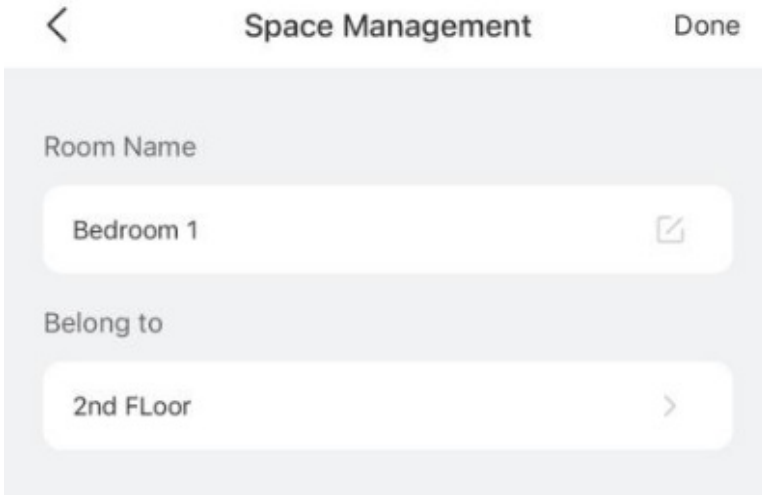 Space Management Done
Room Name
Bedroom 1
Belong to
2nd FLoor